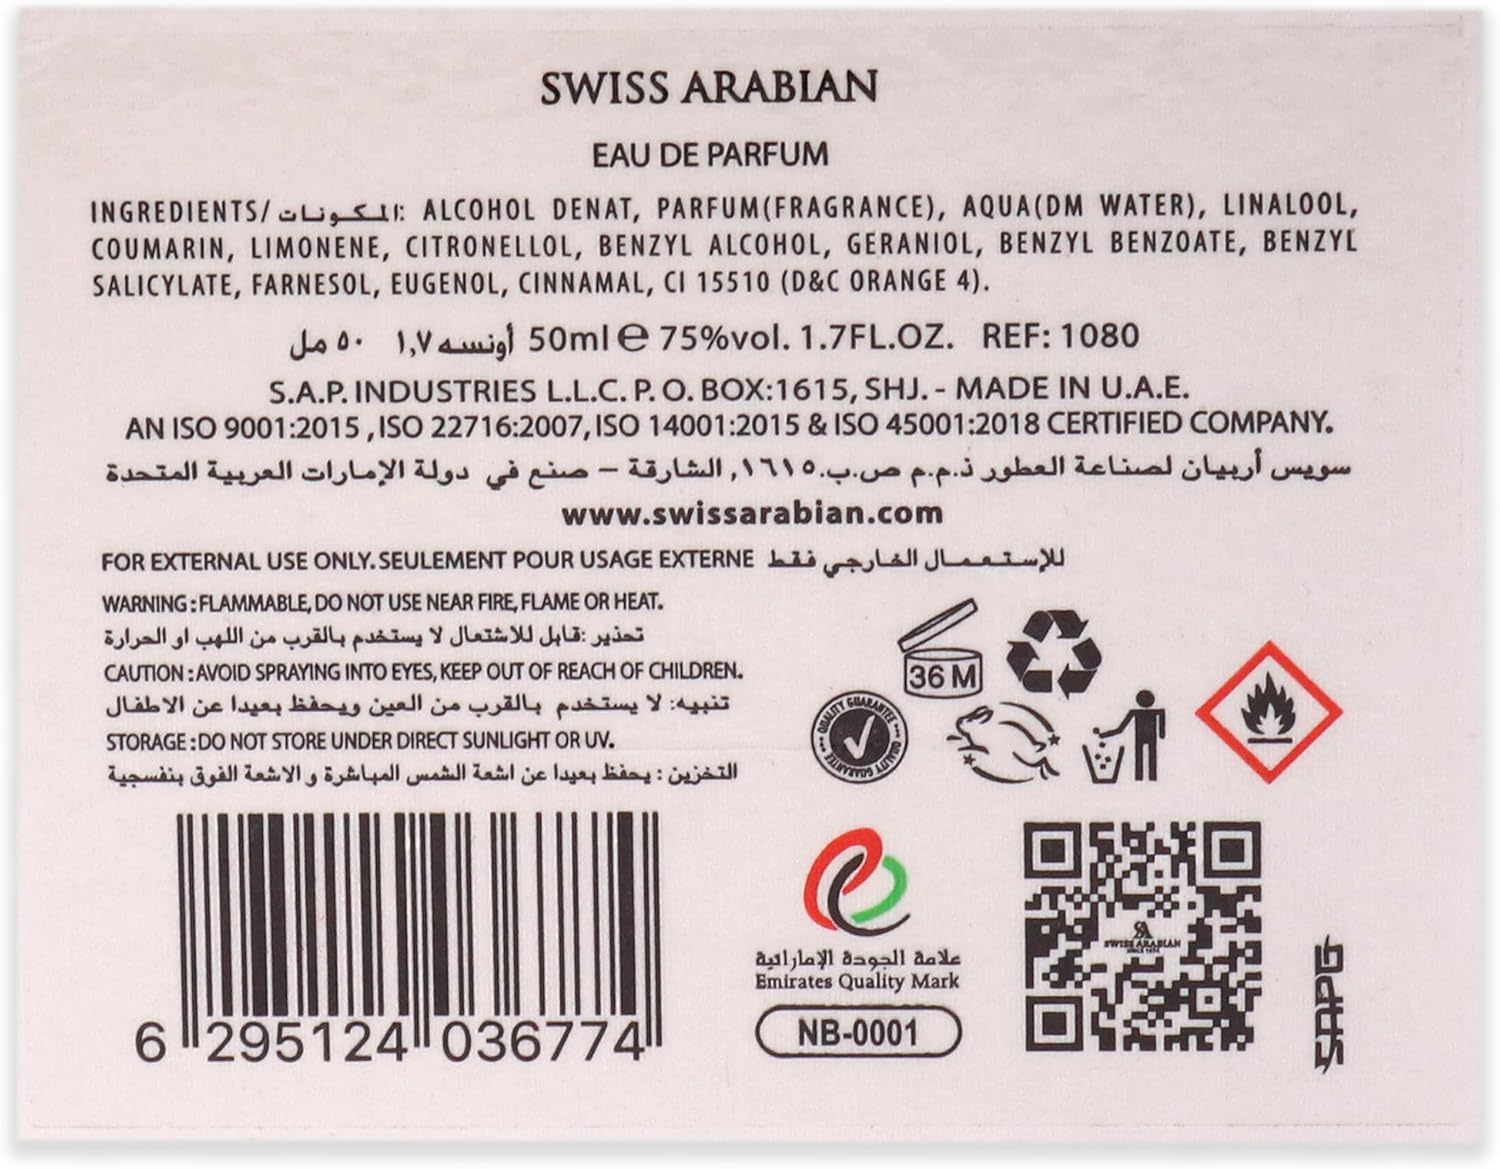 SWISS ARABIAN
EAU DE PARFUM
INGREDIENTS/المكونات: ALCOHOL DENAT, PARFUM(FRAGRANCE), AQUA(DM WATER), LINALOOL,
COUMARIN, LIMONENE, CITRONELLOL, BENZYL ALCOHOL, GERANIOL, BENZYL BENZOATE, BENZYL
SALICYLATE, FARNESOL, EUGENOL, CINNAMAL, CI 15510 (D&C ORANGE 4).
٥٠ مل ١,٧ أونسه 50ml e 75%vol. 1.7FL.OZ. REF: 1080
S.A.P. INDUSTRIES L.L.C. P. O. BOX:1615, SHJ. - MADE IN U.A.E.
AN ISO 9001:2015 , ISO 22716:2007, ISO 14001:2015 & ISO 45001:2018 CERTIFIED COMPANY.
سويس أربيان لصناعة العطور ذ.م.م ص.ب.١٦١٥, الشارقة – صنع في دولة الإمارات العربية المتحدة
www.swissarabian.com
FOR EXTERNAL USE ONLY. SEULEMENT POUR USAGE EXTERNE للإستعمال الخارجي فقط
WARNING : FLAMMABLE, DO NOT USE NEAR FIRE, FLAME OR HEAT.
تحذير :قابل للاشتعال لا يستخدم بالقرب من اللهب او الحرارة
CAUTION : AVOID SPRAYING INTO EYES, KEEP OUT OF REACH OF CHILDREN.
تنبيه: لا يستخدم بالقرب من العين ويحفظ بعيدا عن الاطفال
STORAGE : DO NOT STORE UNDER DIRECT SUNLIGHT OR UV.
التخزين : يحفظ بعيدا عن اشعة الشمس المباشرة و الاشعة الفوق بنفسجية
36 M
QUALITY GUARANTEE
QUALITY GUARANTEE
6 295124 036774
علامة الجودة الإماراتية
Emirates Quality Mark
NB-0001
SWISS ARABIAN
SAPG